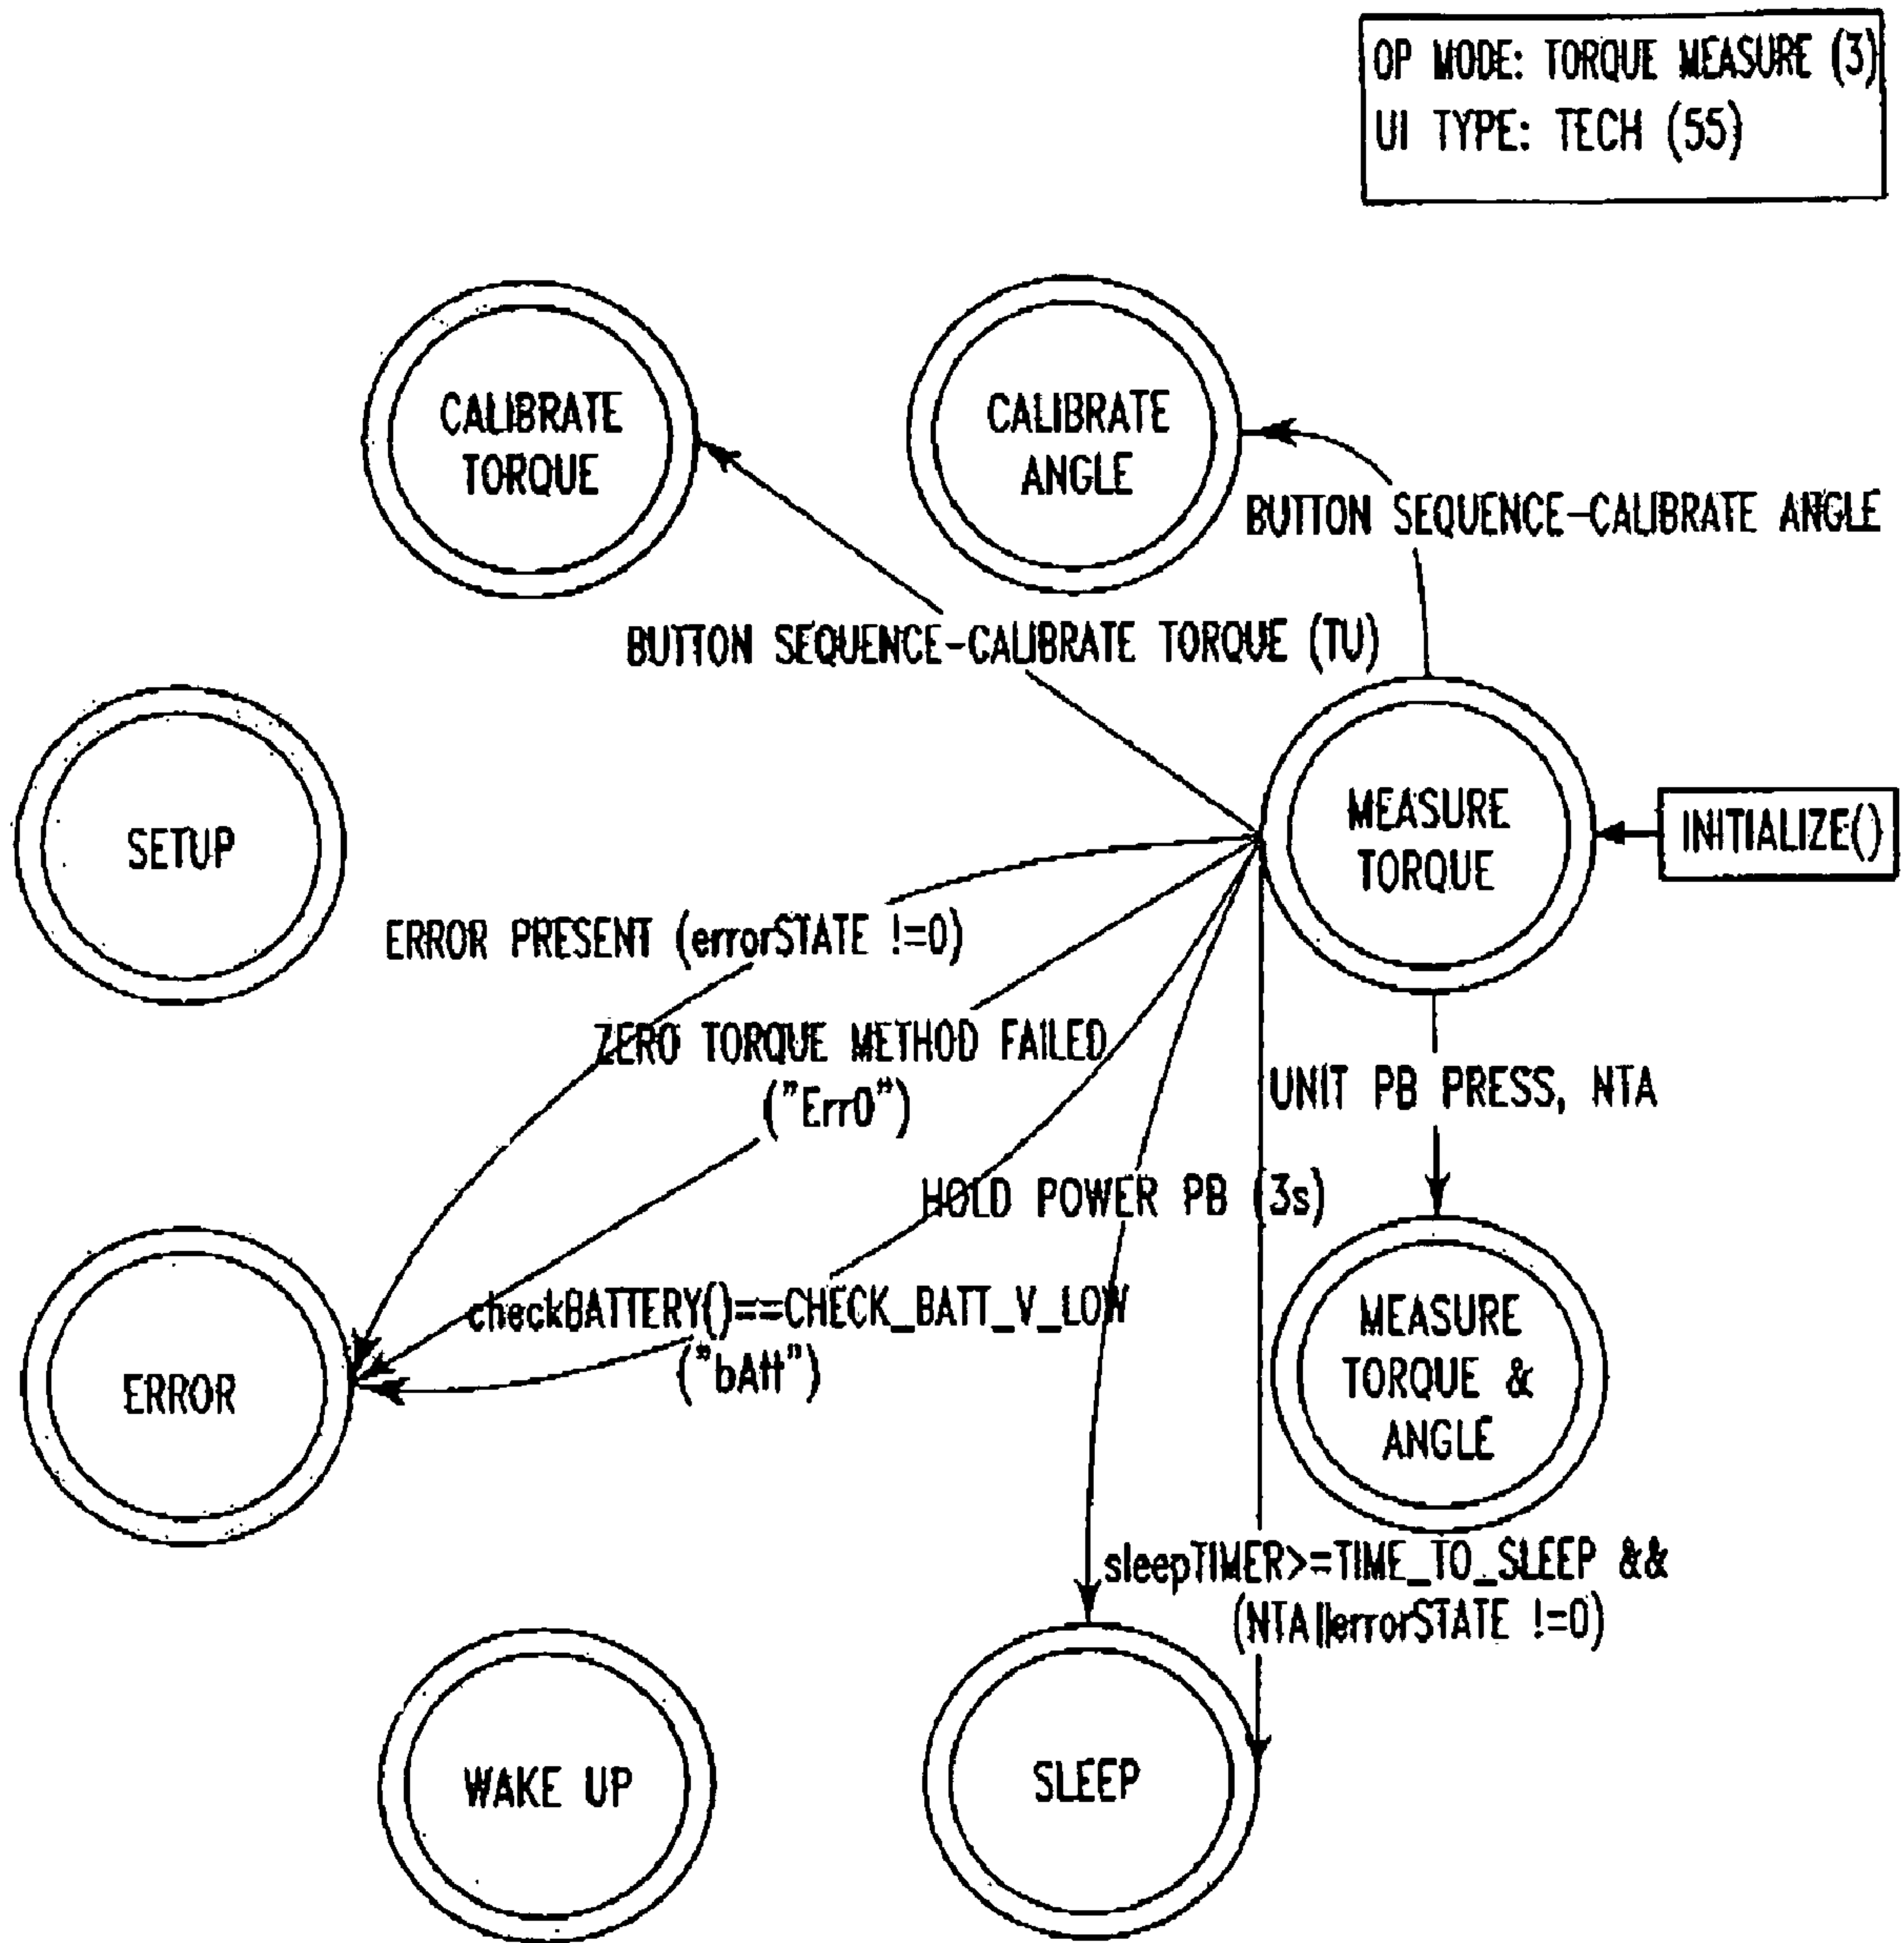 OP MODE: TORQUE MEASURE (3)
UI TYPE: TECH (55)
CALIBRATE
TORQUE
CALIBRATE
ANGLE
BUTTON SEQUENCE-CALIBRATE ANGLE
BUTTON SEQUENCE-CALIBRATE TORQUE (TU)
SETUP
MEASURE
TORQUE
INITIALIZE()
ERROR PRESENT (errorSTATE !=0)
ZERO TORQUE METHOD FAILED
("Err0")
UNIT PB PRESS, NTA
HOLD POWER PB (3s)
checkBATTERY()==CHECK_BATT_V_LOW
("bAtt")
ERROR
MEASURE
TORQUE &
ANGLE
sleepTIMER>=TIME_TO_SLEEP &&
(NTA||errorSTATE !=0)
WAKE UP
SLEEP